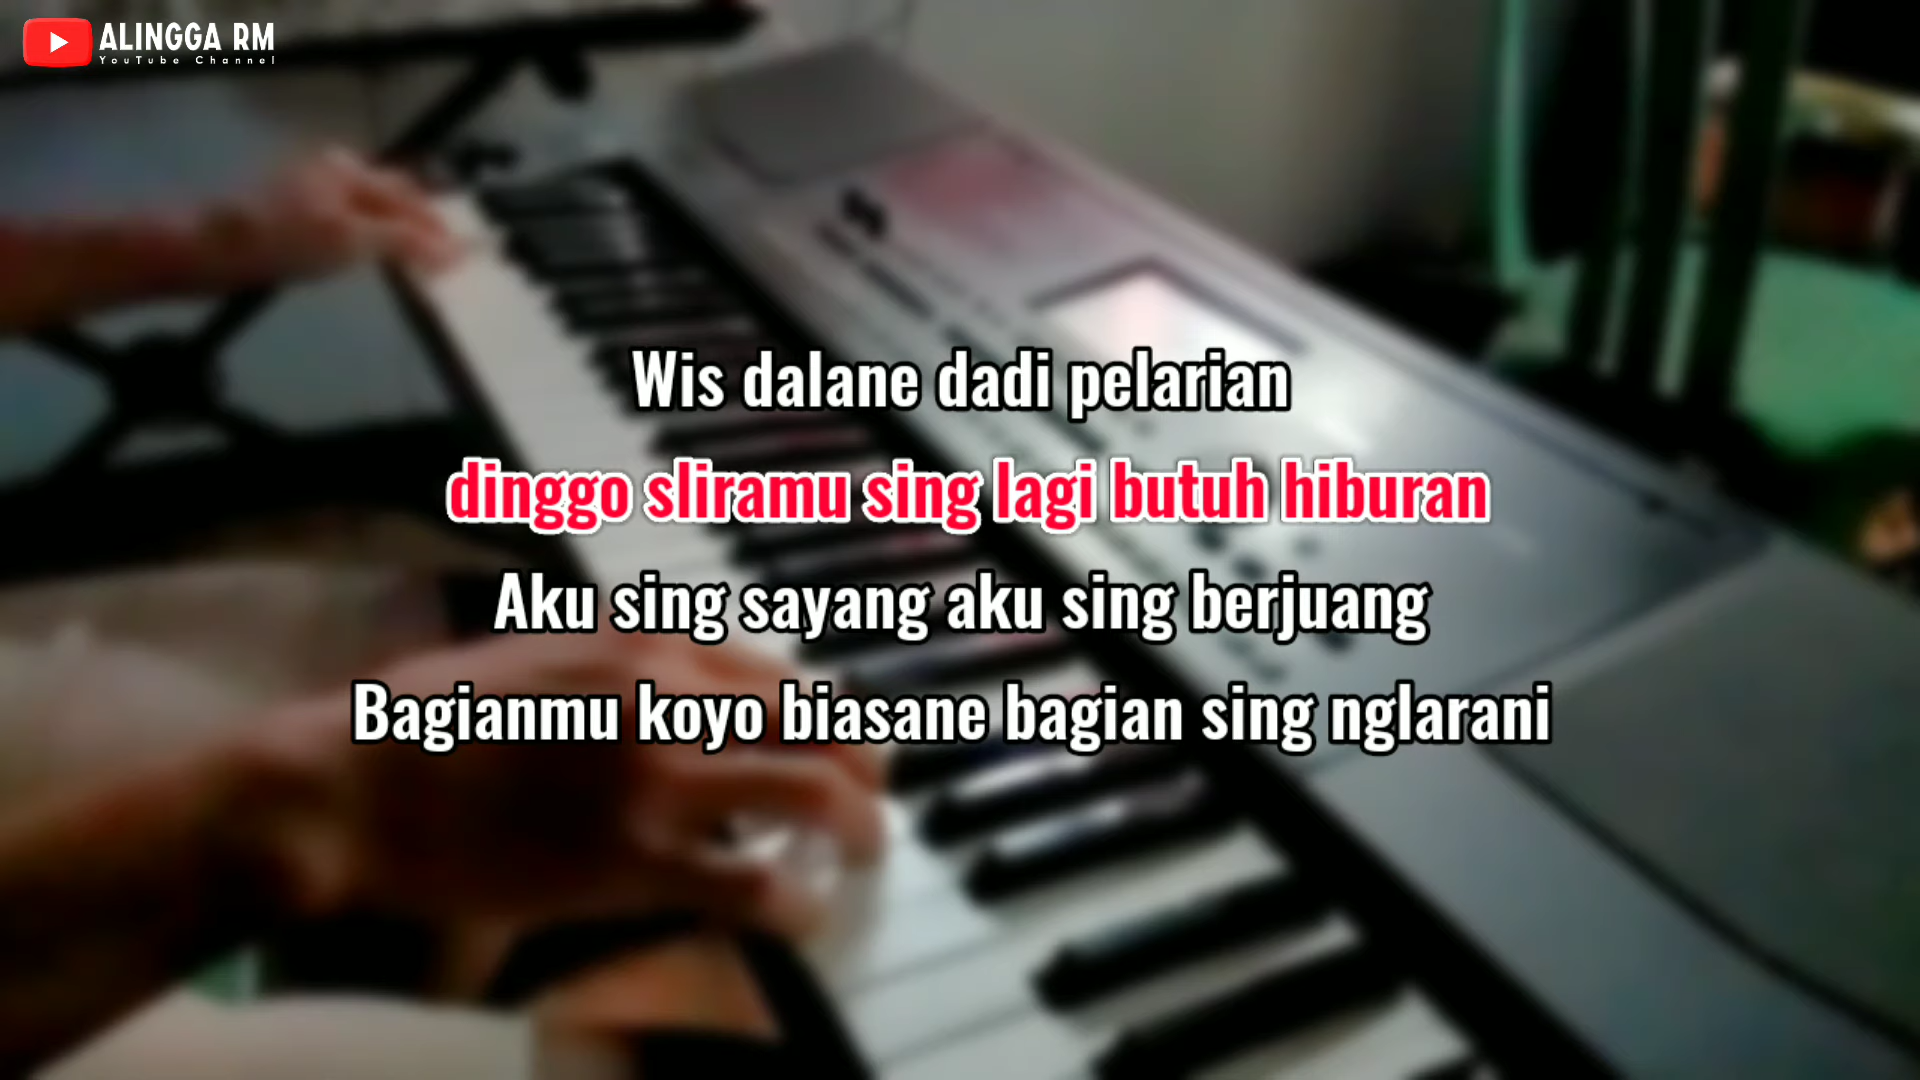 ALINGGA RM
YouTube Channel
Wis dalane dadi pelarian
dinggo sliramu sing lagi butuh hiburan
Aku sing sayang aku sing berjuang
Bagianmu koyo biasane bagian sing nglarani